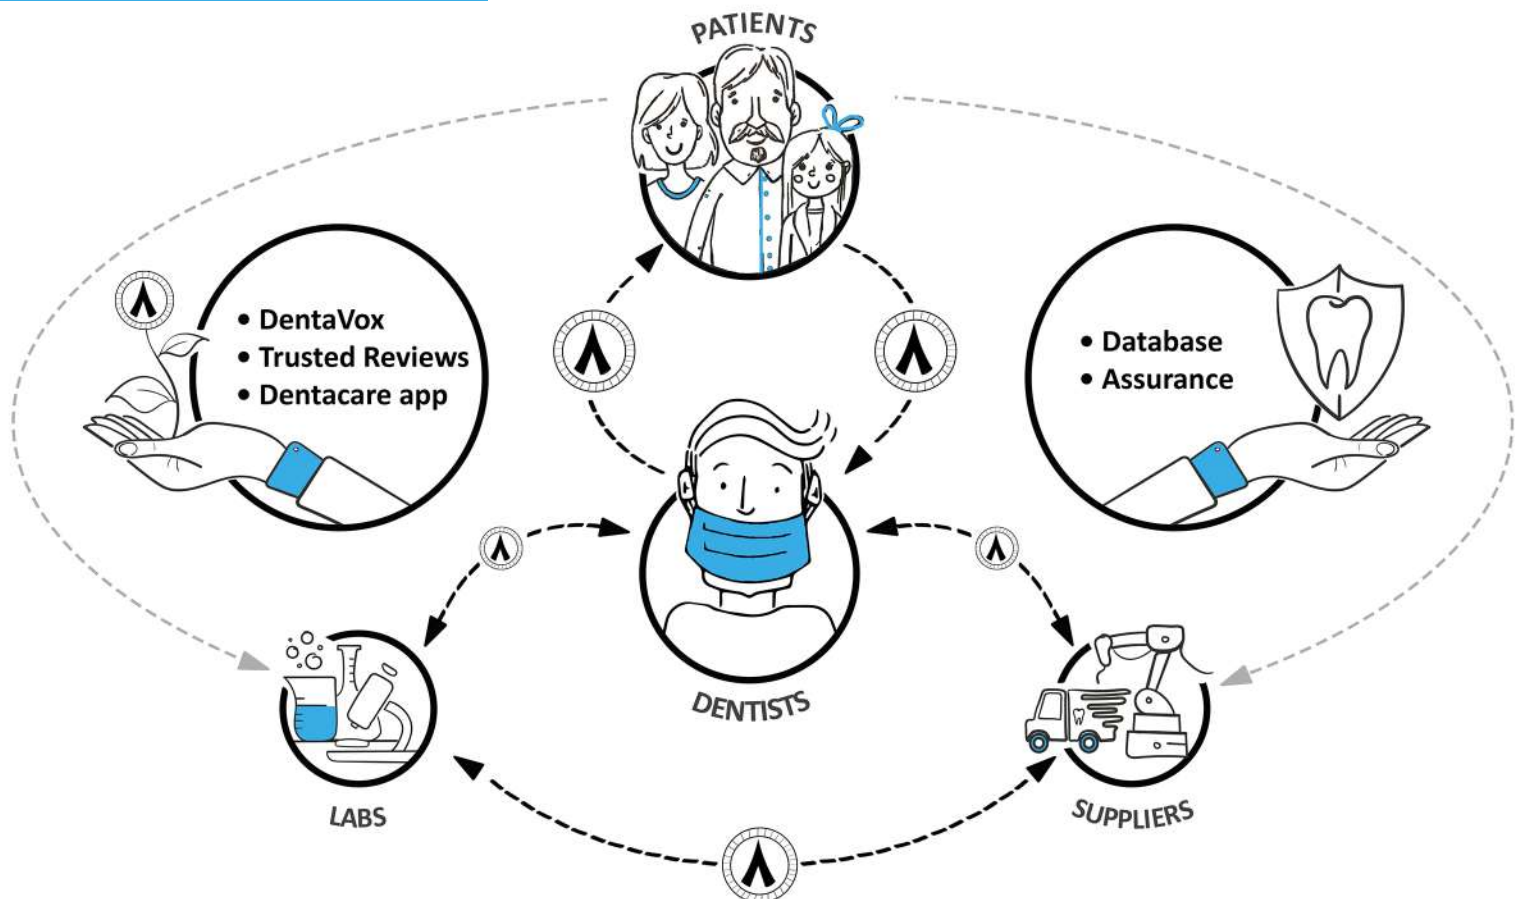 PATIENTS
• DentaVox
• Trusted Reviews
• Dentacare app
• Database
• Assurance
DENTISTS
LABS
SUPPLIERS